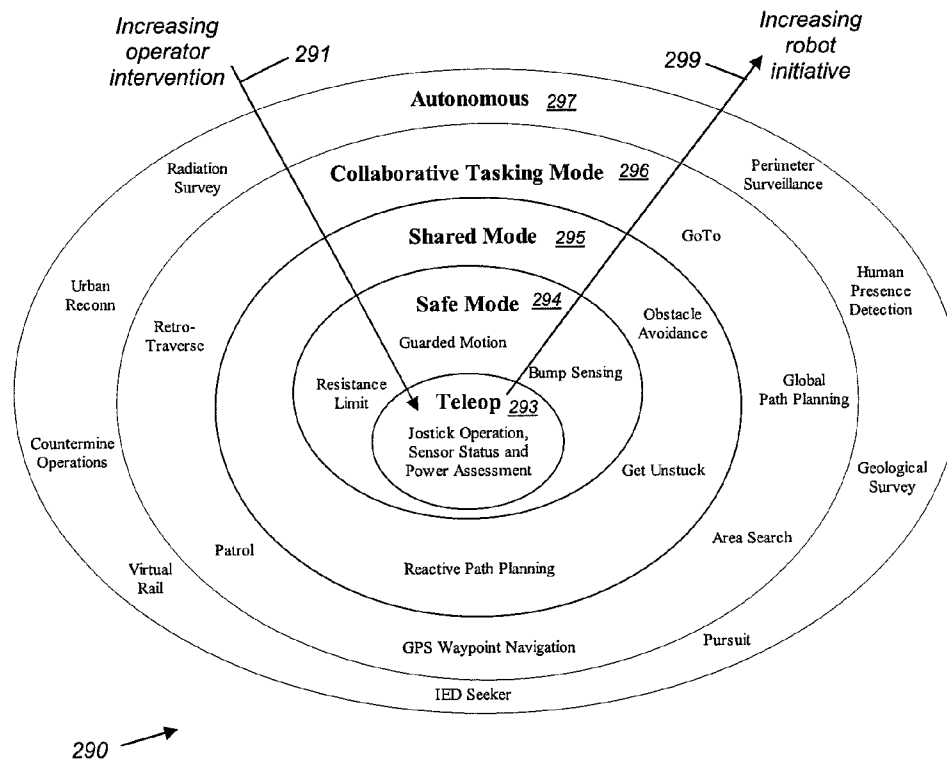 Increasing
operator
intervention
291
299
Increasing
robot
initiative
Autonomous 297
Radiation
Survey
Collaborative Tasking Mode 296
Perimeter
Surveillance
Shared Mode 295
GoTo
Urban
Reconn
Safe Mode 294
Human
Presence
Detection
Retro-
Traverse
Guarded Motion
Obstacle
Avoidance
Resistance
Limit
Bump Sensing
Global
Path Planning
Teleop 293
Jostick Operation,
Sensor Status and
Power Assessment
Countermine
Operations
Get Unstuck
Geological
Survey
Patrol
Area Search
Virtual
Rail
Reactive Path Planning
GPS Waypoint Navigation
Pursuit
IED Seeker
290